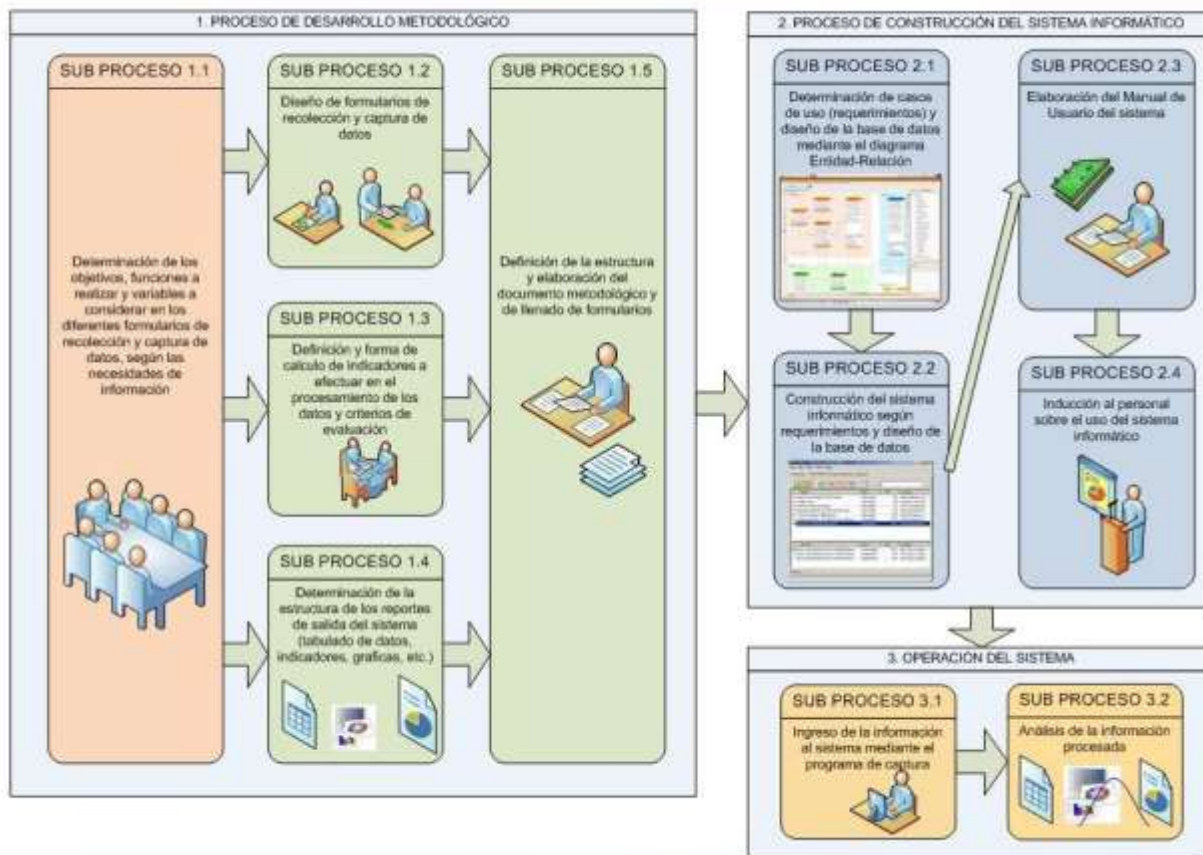 1. PROCESO DE DESARROLLO METODOLÓGICO
SUB PROCESO 1.1
Determinación de los
objetivos, funciones a
realizar y variables a
considerar en los
diferentes formularios de
recolección y captura de
datos, según las
necesidades de
información
SUB PROCESO 1.2
Diseño de formularios de
recolección y captura de
datos
SUB PROCESO 1.3
Definición y forma de
calculo de indicadores a
efectuar en el
procesamiento de los
datos y criterios de
evaluación
SUB PROCESO 1.4
Determinación de la
estructura de los reportes
de salida del sistema
(tabulado de datos,
indicadores, graficas, etc.)
SUB PROCESO 1.5
Definición de la estructura
y elaboración del
documento metodológico y
de llenado de formularios
2. PROCESO DE CONSTRUCCIÓN DEL SISTEMA INFORMÁTICO
SUB PROCESO 2.1
Determinación de casos
de uso (requerimientos) y
diseño de la base de datos
mediante el diagrama
Entidad-Relación
SUB PROCESO 2.2
Construcción del sistema
informático según
requerimientos y diseño de
la base de datos
SUB PROCESO 2.3
Elaboración del Manual de
Usuario del sistema
SUB PROCESO 2.4
Inducción al personal
sobre el uso del sistema
informático
3. OPERACIÓN DEL SISTEMA
SUB PROCESO 3.1
Ingreso de la información
al sistema mediante el
programa de captura
SUB PROCESO 3.2
Análisis de la información
procesada